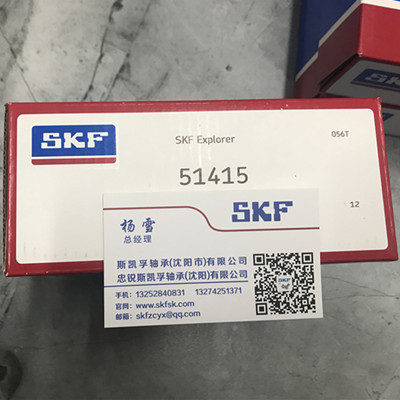 SKF
SKF Explorer
056T
51415
12
杨雪
总经理
SKF
斯凯孚轴承(沈阳市)有限公司
忠锐斯凯孚轴承(沈阳)有限公司
手机：13252840831 13274251371
官网：www.skfsk.com
邮箱：skfzcyx@qq.com